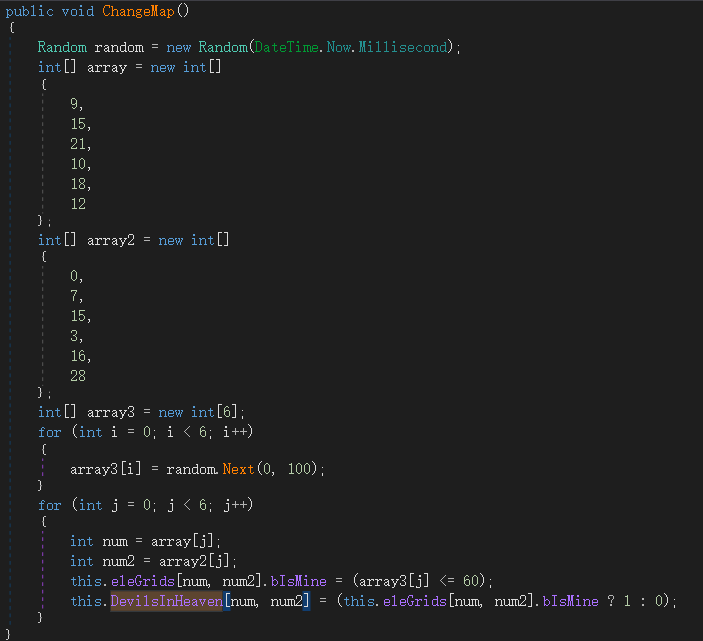 public void ChangeMap()
{
Random random = new Random(DateTime.Now.Millisecond);
int[] array = new int[]
{
9,
15,
21,
10,
18,
12
};
int[] array2 = new int[]
{
0,
7,
15,
3,
16,
28
};
int[] array3 = new int[6];
for (int i = 0; i < 6; i++)
{
array3[i] = random.Next(0, 100);
}
for (int j = 0; j < 6; j++)
{
int num = array[j];
int num2 = array2[j];
this.eleGrids[num, num2].bIsMine = (array3[j] <= 60);
this.DevilsInHeaven[num, num2] = (this.eleGrids[num, num2].bIsMine ? 1 : 0);
}
}